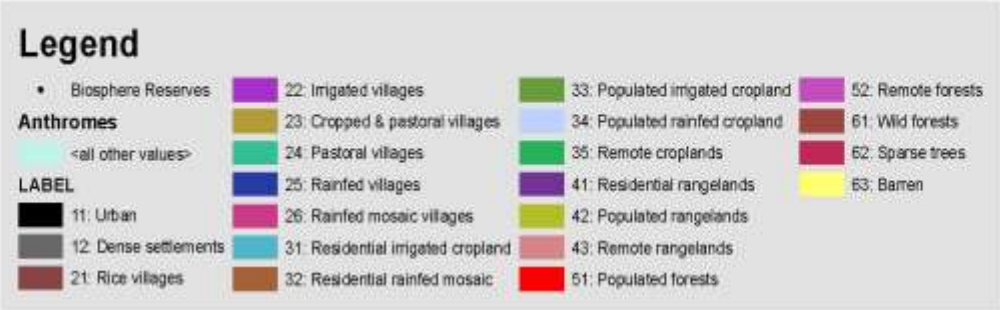 Legend
Biosphere Reserves
Anthromes
<all other values>
LABEL
11: Urban
12: Dense settlements
21: Rice villages
22: Irrigated villages
23: Cropped & pastoral villages
24: Pastoral villages
25: Rainfed villages
26: Rainfed mosaic villages
31: Residential irrigated cropland
32: Residential rainfed mosaic
33: Populated irrigated cropland
34: Populated rainfed cropland
35: Remote croplands
41: Residential rangelands
42: Populated rangelands
43: Remote rangelands
51: Populated forests
52: Remote forests
61: Wild forests
62: Sparse trees
63: Barren